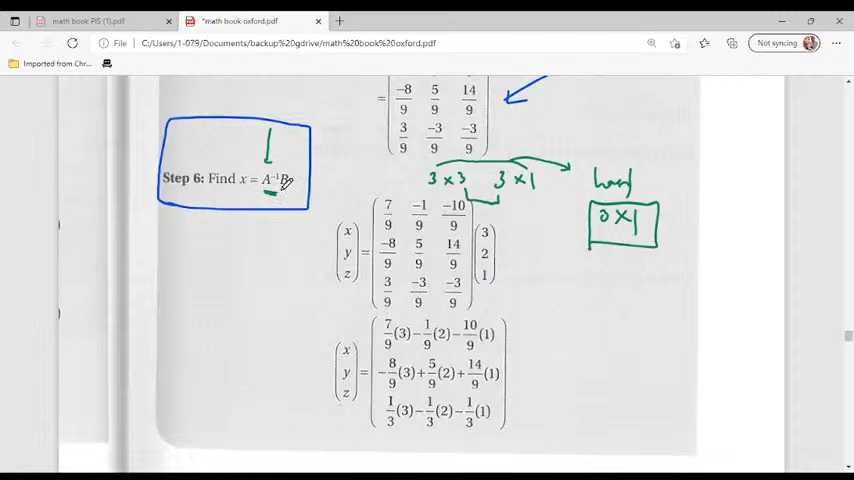 math book PIS (1).pdf
*math book oxford.pdf
File C:/Users/1-079/Documents/backup%20gdrive/math%20book%20oxford.pdf
Not syncing
Imported from Chr...
= -8/9 5/9 14/9
3/9 -3/9 -3/9
Step 6: Find x = A⁻¹B
3 x 3 3 x 1
3 x 1
(x y z) = (7/9 -1/9 -10/9
-8/9 5/9 14/9
3/9 -3/9 -3/9) (3 2 1)
(x y z) = (7/9(3)-1/9(2)-10/9(1)
-8/9(3)+5/9(2)+14/9(1)
1/3(3)-1/3(2)-1/3(1))